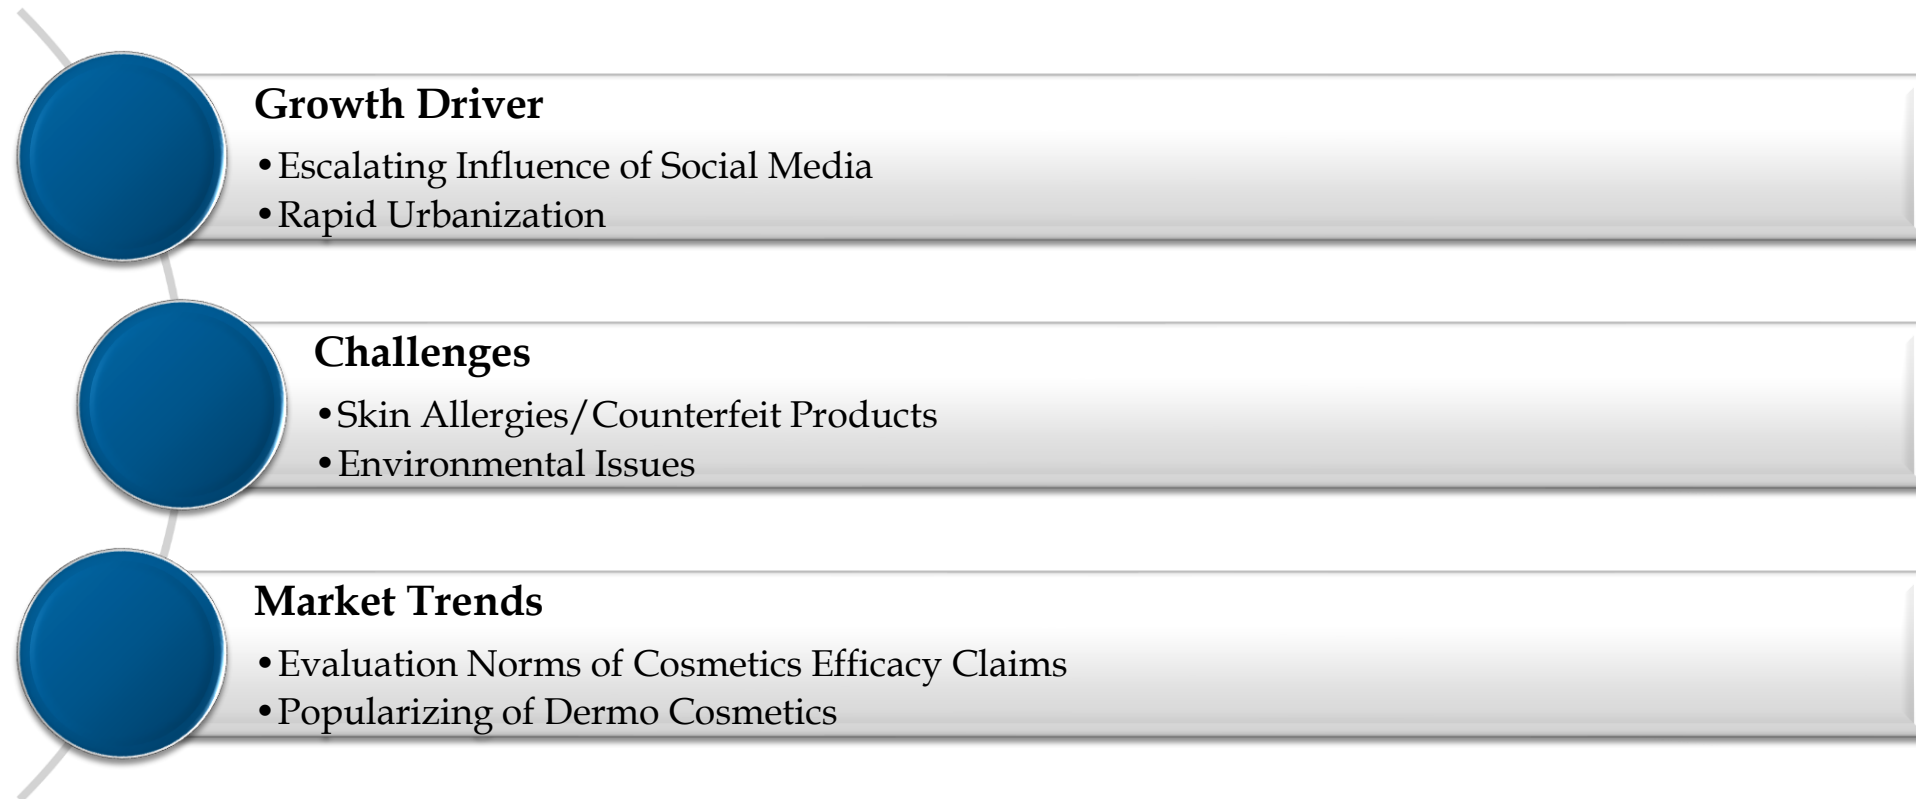 Growth Driver
•Escalating Influence of Social Media
•Rapid Urbanization
Challenges
•Skin Allergies/Counterfeit Products
•Environmental Issues
Market Trends
•Evaluation Norms of Cosmetics Efficacy Claims
•Popularizing of Dermo Cosmetics